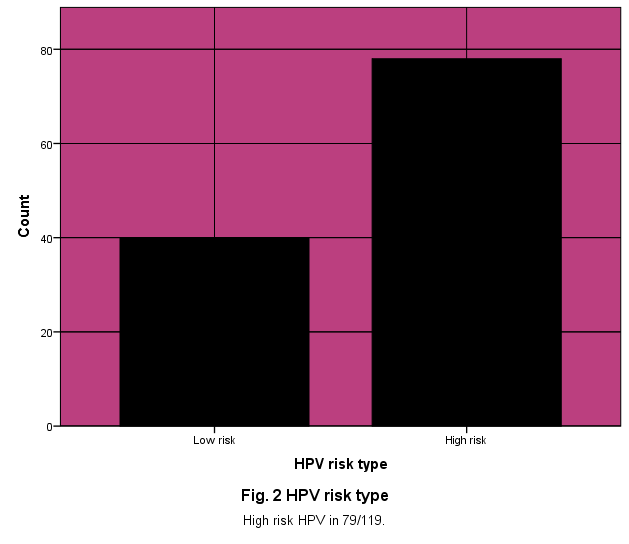 80
60
40
20
0
Count
Low risk
High risk
HPV risk type
Fig. 2 HPV risk type
High risk HPV in 79/119.